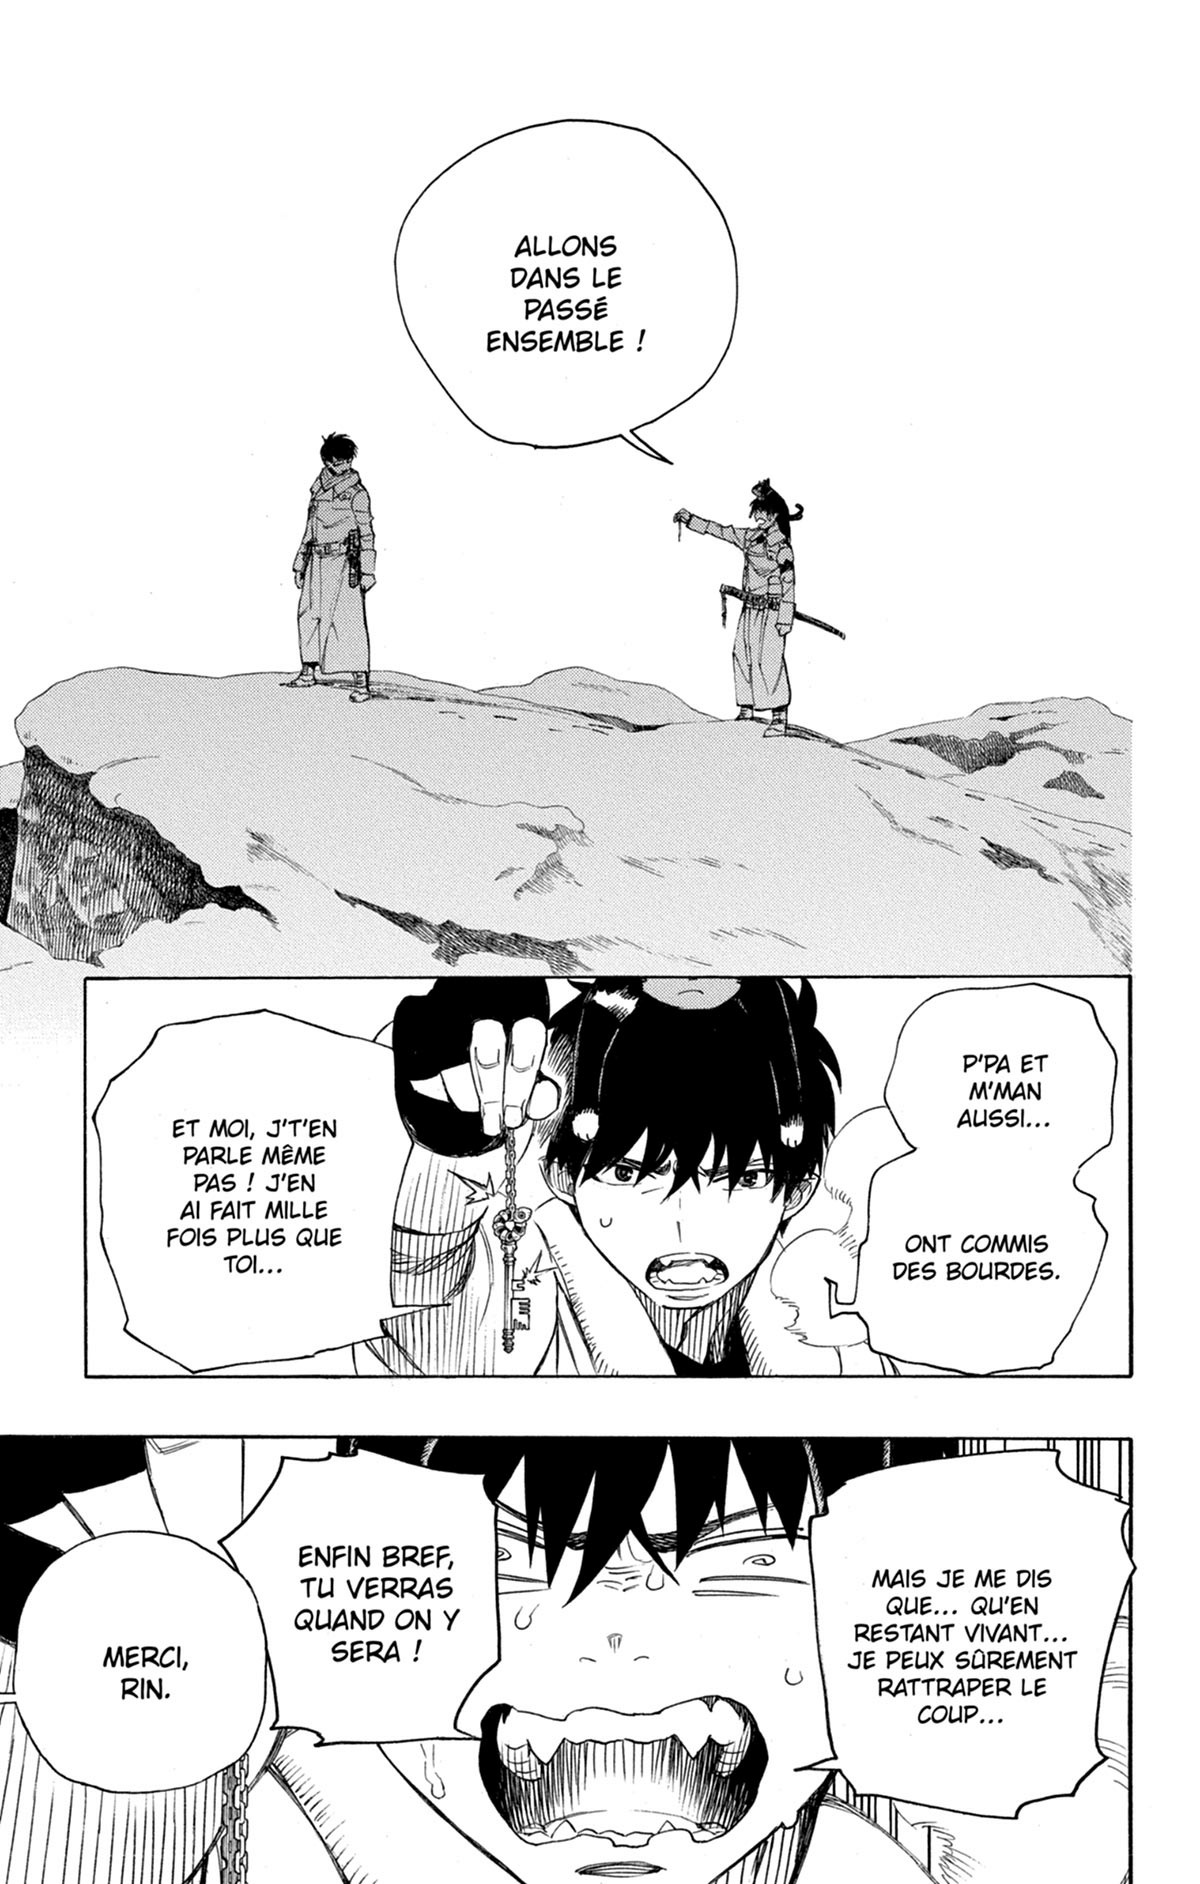 ALLONS
DANS LE
PASSÉ
ENSEMBLE !
P'PA ET
M'MAN
AUSSI...
ONT COMMIS
DES BOURDES.
ET MOI, J'T'EN
PARLE MÊME
PAS ! J'EN
AI FAIT MILLE
FOIS PLUS QUE
TOI...
MAIS JE ME DIS
QUE... QU'EN
RESTANT VIVANT...
JE PEUX SÛREMENT
RATTRAPER LE
COUP...
ENFIN BREF,
TU VERRAS
QUAND ON Y
SERA !
MERCI,
RIN.